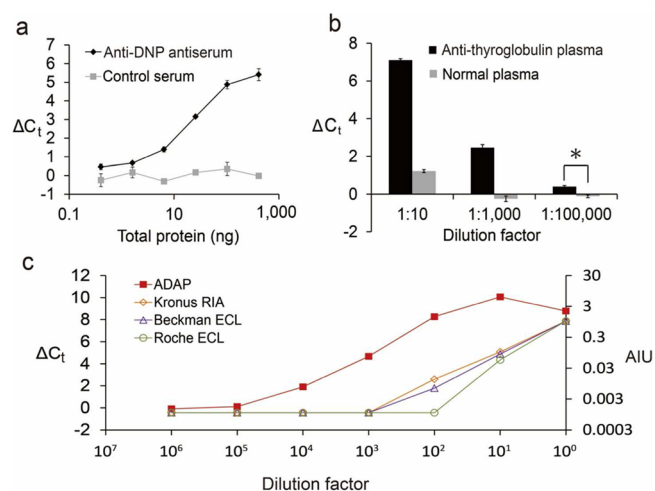 a
Anti-DNP antiserum
Control serum
7
6
5
4
3
2
1
0
-1
ΔCt
0.1 10 1,000
Total protein (ng)
b
Anti-thyroglobulin plasma
Normal plasma
8
6
4
2
0
-2
ΔCt
*
1:10 1:1,000 1:100,000
Dilution factor
c
ADAP
Kronus RIA
Beckman ECL
Roche ECL
12
10
8
6
4
2
0
-2
ΔCt
30
3
0.3
0.03
0.003
0.0003
AIU
10⁷ 10⁶ 10⁵ 10⁴ 10³ 10² 10¹ 10⁰
Dilution factor